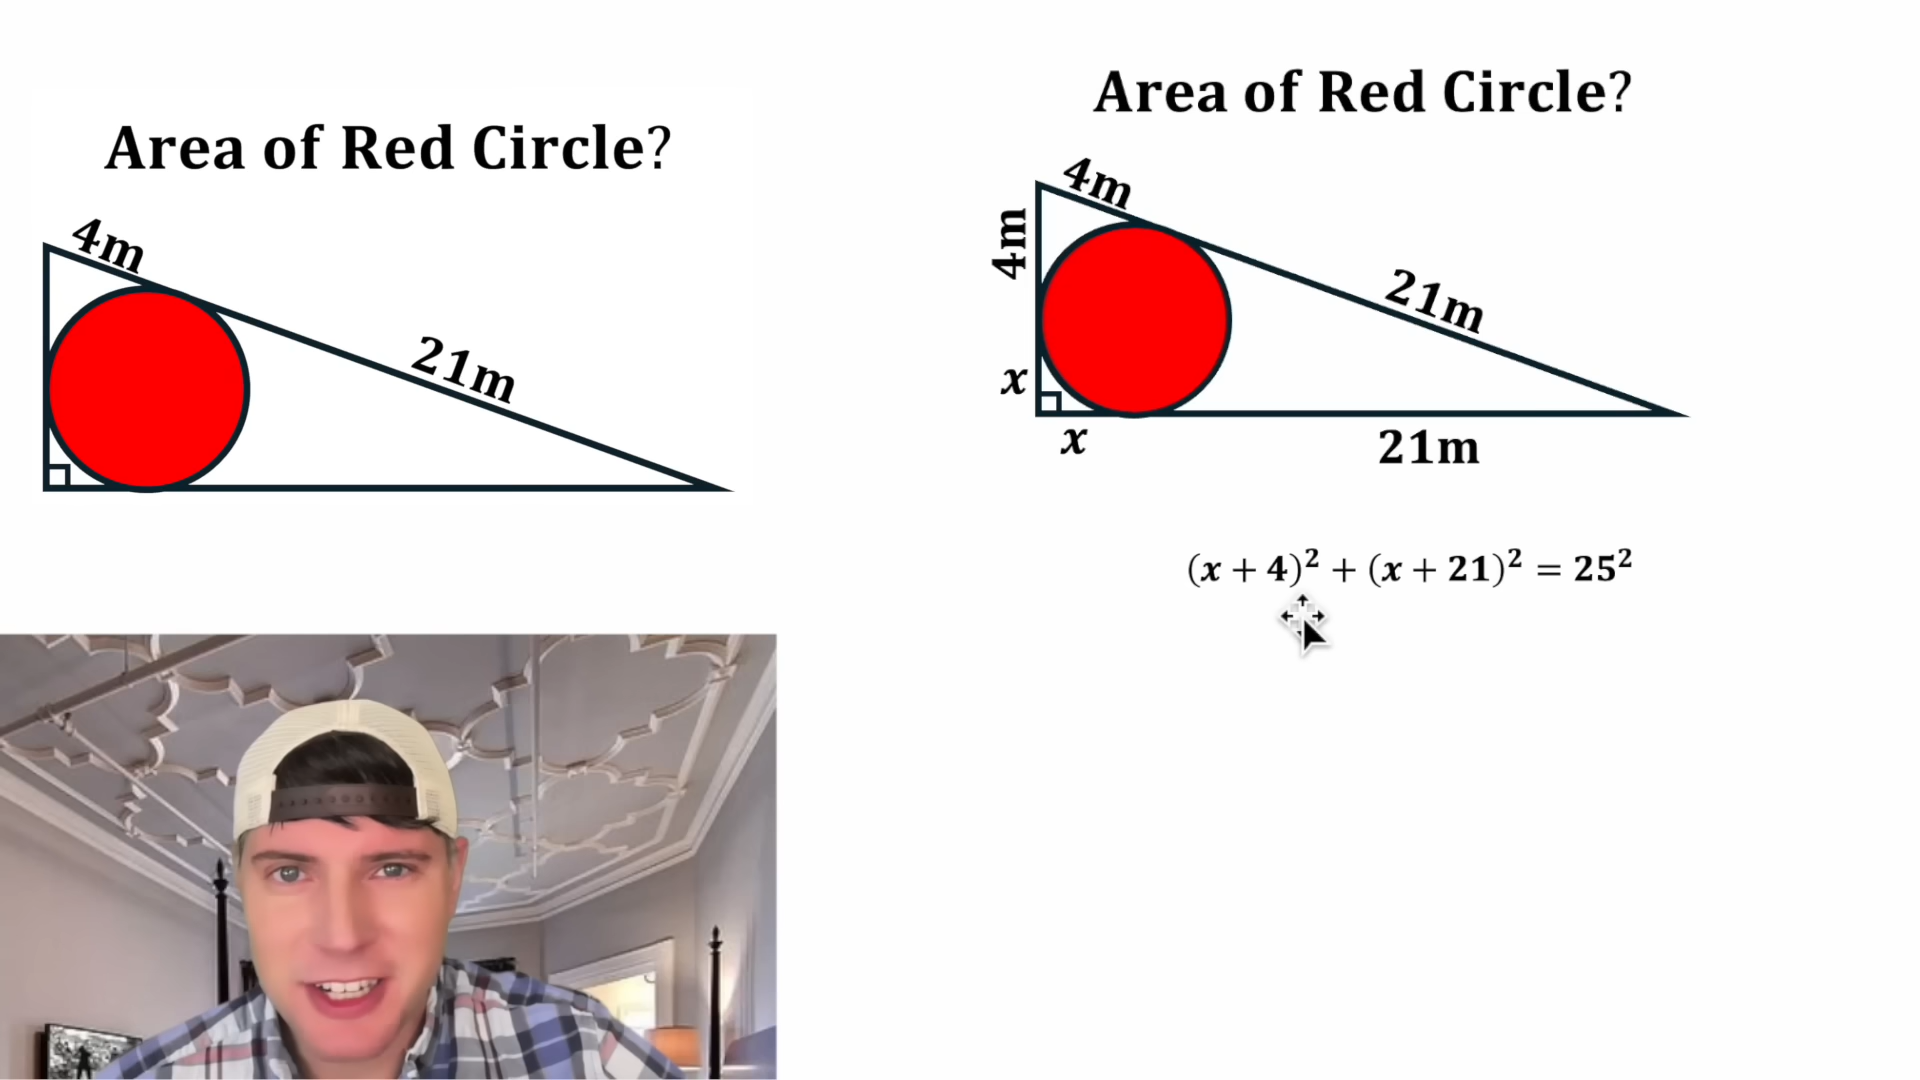 Area of Red Circle?
4m
21m
Area of Red Circle?
4m
4m
21m
x
x
21m
(x + 4)² + (x + 21)² = 25²